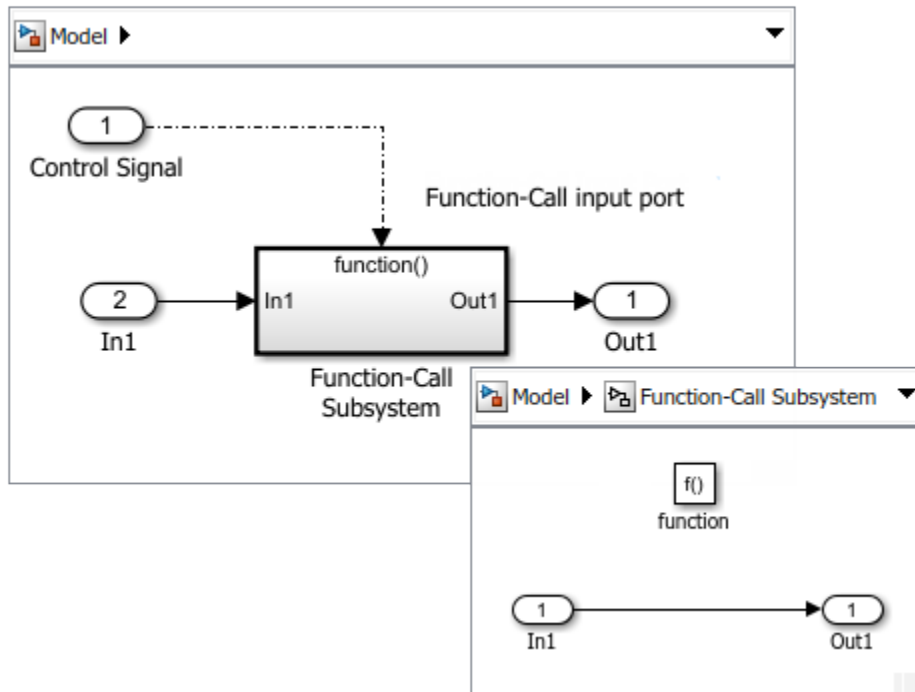 Model
1
Control Signal
Function-Call input port
function()
2
In1
Out1
1
In1
Out1
Function-Call
Subsystem
Model Function-Call Subsystem
f()
function
1
1
In1
Out1